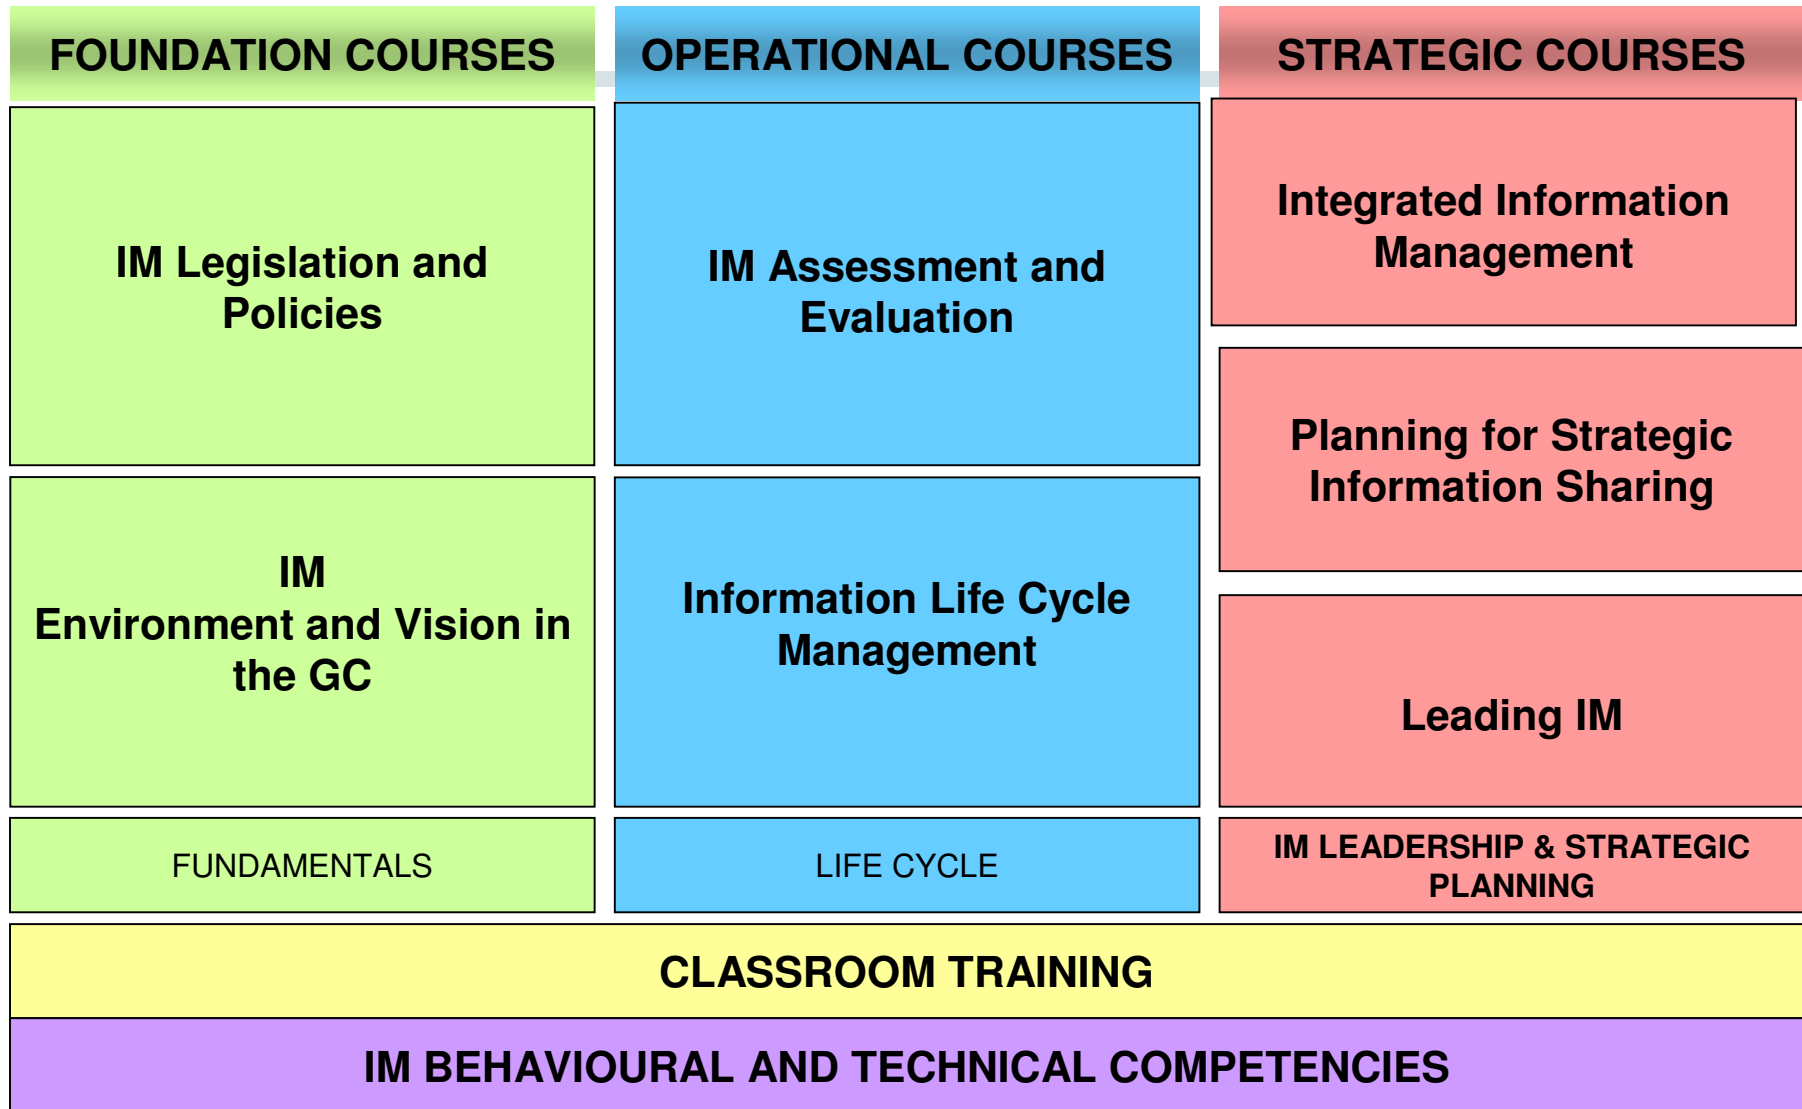 FOUNDATION COURSES
OPERATIONAL COURSES
STRATEGIC COURSES
IM Legislation and
Policies
IM Assessment and
Evaluation
Integrated Information
Management
Planning for Strategic
Information Sharing
IM
Environment and Vision in
the GC
Information Life Cycle
Management
Leading IM
FUNDAMENTALS
LIFE CYCLE
IM LEADERSHIP & STRATEGIC
PLANNING
CLASSROOM TRAINING
IM BEHAVIOURAL AND TECHNICAL COMPETENCIES